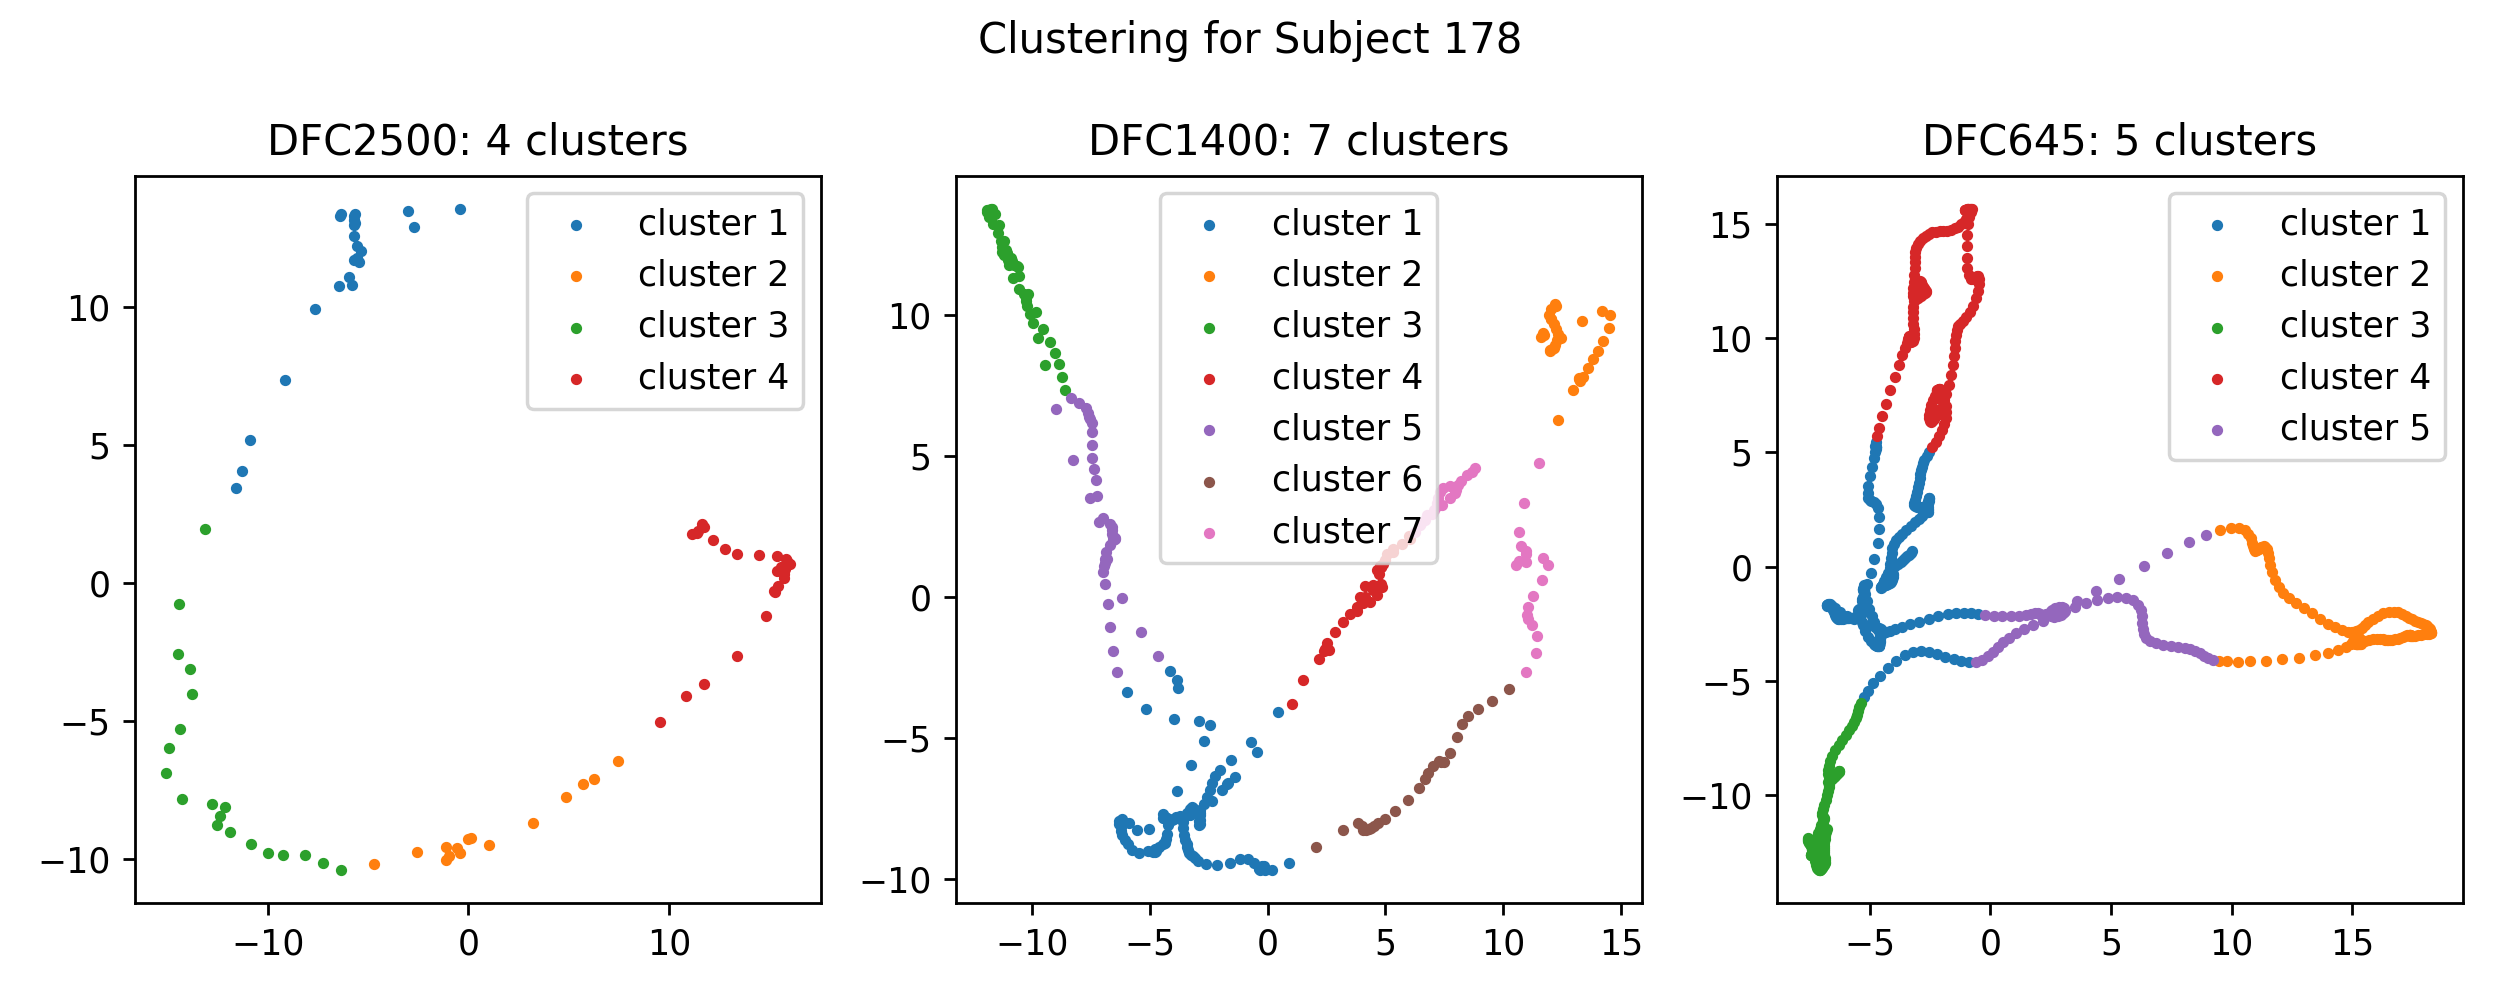 Clustering for Subject 178
DFC2500: 4 clusters
cluster 1
cluster 2
cluster 3
cluster 4
10
5
0
−5
−10
−10
0
10
DFC1400: 7 clusters
cluster 1
cluster 2
cluster 3
cluster 4
cluster 5
cluster 6
cluster 7
10
5
0
−5
−10
−10
−5
0
5
10
15
DFC645: 5 clusters
cluster 1
cluster 2
cluster 3
cluster 4
cluster 5
15
10
5
0
−5
−10
−5
0
5
10
15